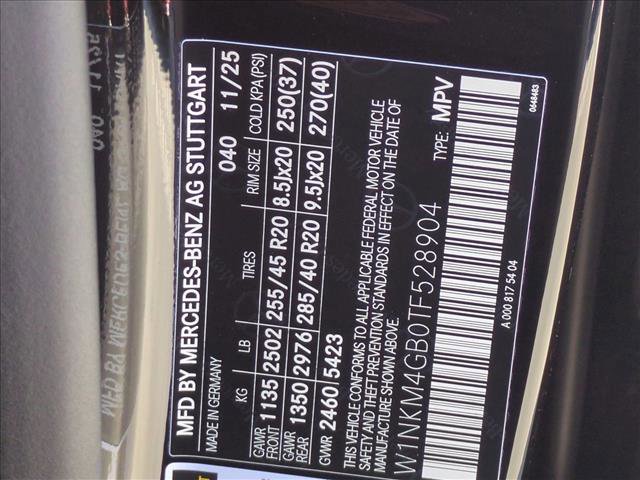 MFD BY MERCEDES-BENZ AG STUTTGART
MADE IN GERMANY 040 11/25
KG LB TIRES RIM SIZE COLD KPA (PSI)
GAWR FRONT 1135 2502 255/45 R20 8.5Jx20 250(37)
GAWR REAR 1350 2976 285/40 R20 9.5Jx20 270(40)
GVWR 2460 5423
THIS VEHICLE CONFORMS TO ALL APPLICABLE FEDERAL MOTOR VEHICLE
SAFETY AND THEFT PREVENTION STANDARDS IN EFFECT ON THE DATE OF
MANUFACTURE SHOWN ABOVE.
W1NKM4GB0TF528904 TYPE: MPV
A 000 817 54 04
0648483